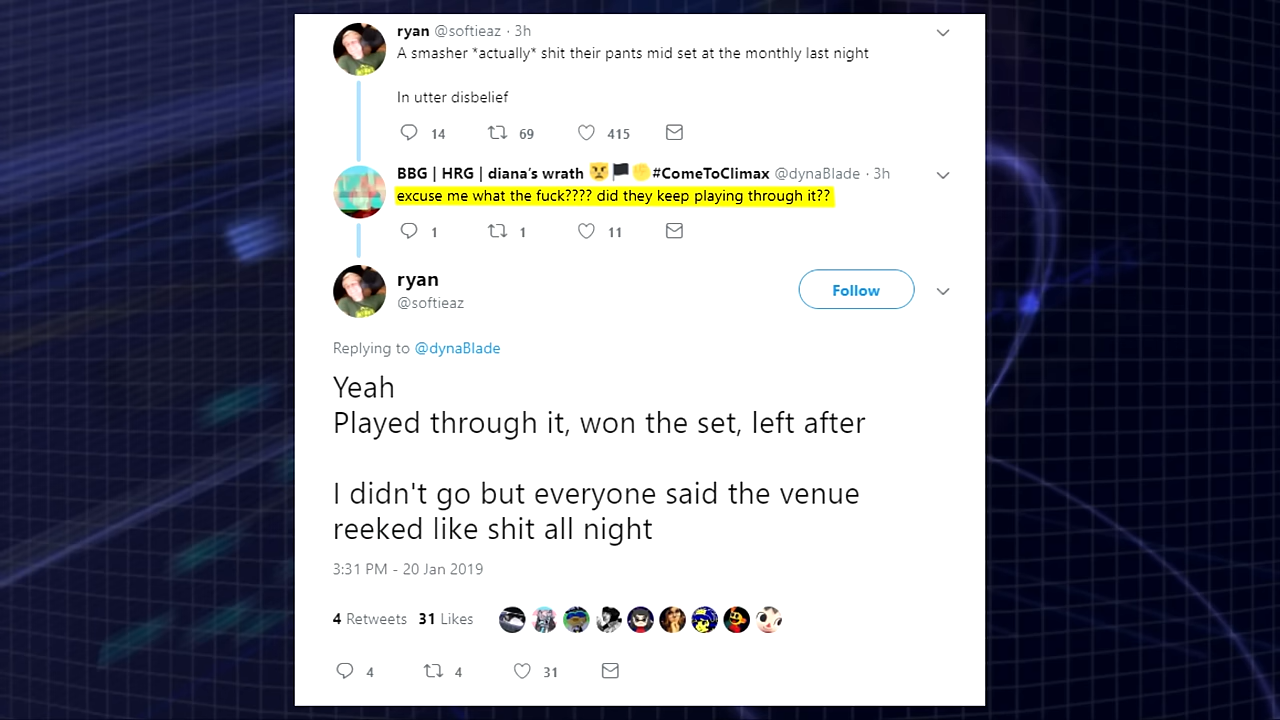 ryan @softieaz · 3h
A smasher *actually* shit their pants mid set at the monthly last night
In utter disbelief
14 69 415
BBG | HRG | diana’s wrath 😾🏴✊#ComeToClimax @dynaBlade · 3h
excuse me what the fuck???? did they keep playing through it??
1 1 11
ryan
@softieaz
Follow
Replying to @dynaBlade
Yeah
Played through it, won the set, left after
I didn't go but everyone said the venue
reeked like shit all night
3:31 PM - 20 Jan 2019
4 Retweets 31 Likes
4 4 31